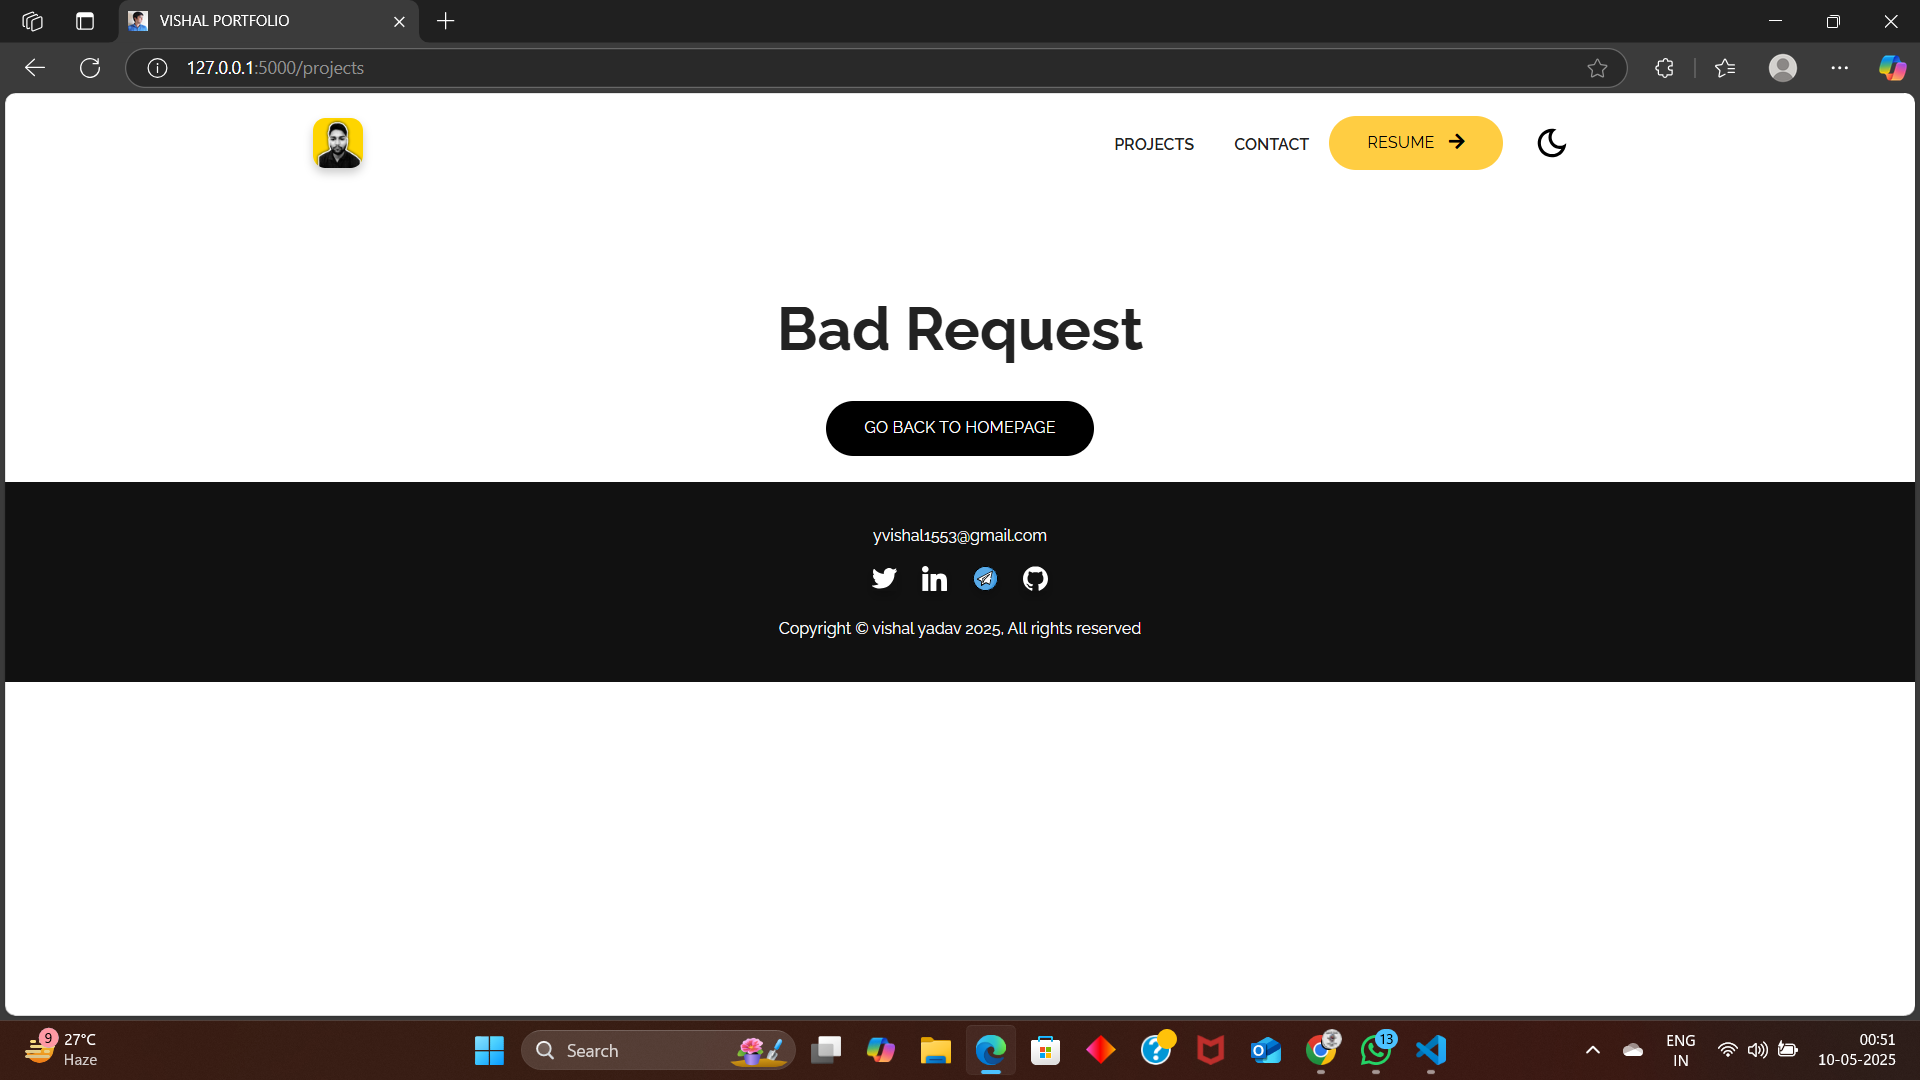 VISHAL PORTFOLIO
127.0.0.1:5000/projects
PROJECTS
CONTACT
RESUME
Bad Request
GO BACK TO HOMEPAGE
yvishal1553@gmail.com
Copyright © vishal yadav 2025, All rights reserved
9
27°C
Haze
Search
13
ENG
IN
00:51
10-05-2025